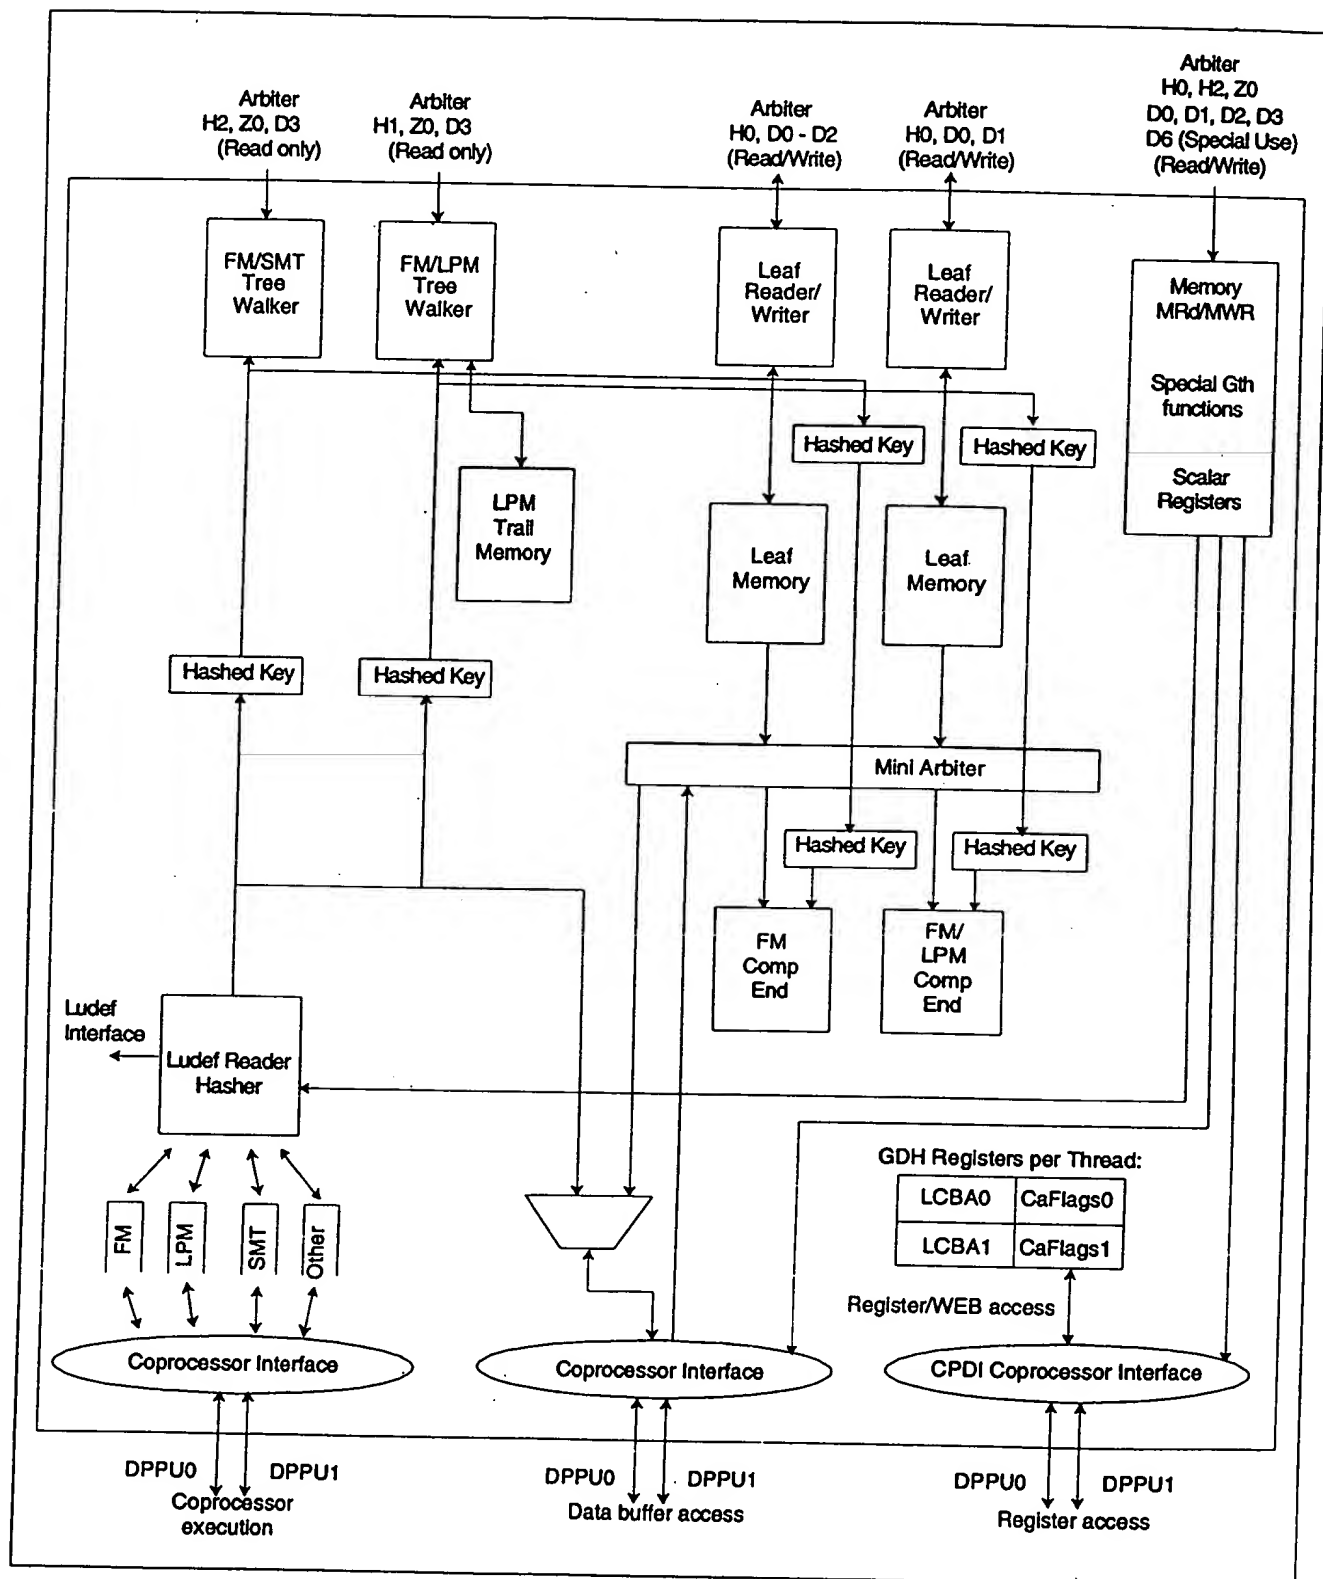 Arbiter
H2, Z0, D3
(Read only)
Arbiter
H1, Z0, D3
(Read only)
Arbiter
H0, D0 - D2
(Read/Write)
Arbiter
H0, D0, D1
(Read/Write)
Arbiter
H0, H2, Z0
D0, D1, D2, D3
D6 (Special Use)
(Read/Write)
FM/SMT
Tree
Walker
FM/LPM
Tree
Walker
Leaf
Reader/
Writer
Leaf
Reader/
Writer
Memory
MRd/MWR
Special Gth
functions
Scalar
Registers
Hashed Key
Hashed Key
LPM
Trail
Memory
Leaf
Memory
Leaf
Memory
Hashed Key
Hashed Key
Mini Arbiter
Hashed Key
Hashed Key
FM
Comp
End
FM/
LPM
Comp
End
Ludef
Interface
Ludef Reader
Hasher
GDH Registers per Thread:
LCBA0
CaFlags0
LCBA1
CaFlags1
FM
LPM
SMT
Other
Register/WEB access
Coprocessor Interface
Coprocessor Interface
CPDI Coprocessor Interface
DPPU0
DPPU1
Coprocessor
execution
DPPU0
DPPU1
Data buffer access
DPPU0
DPPU1
Register access